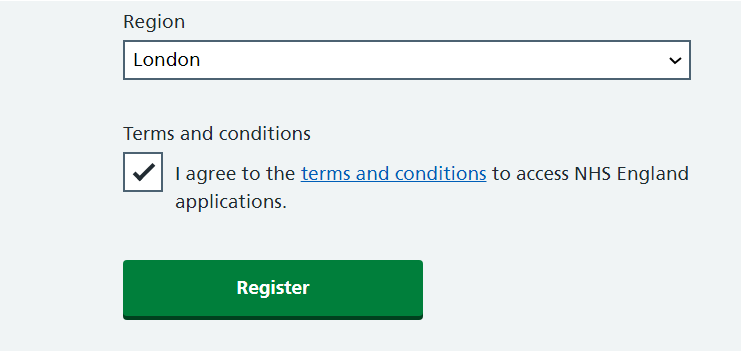 Region
London
Terms and conditions
I agree to the terms and conditions to access NHS England
applications.
Register